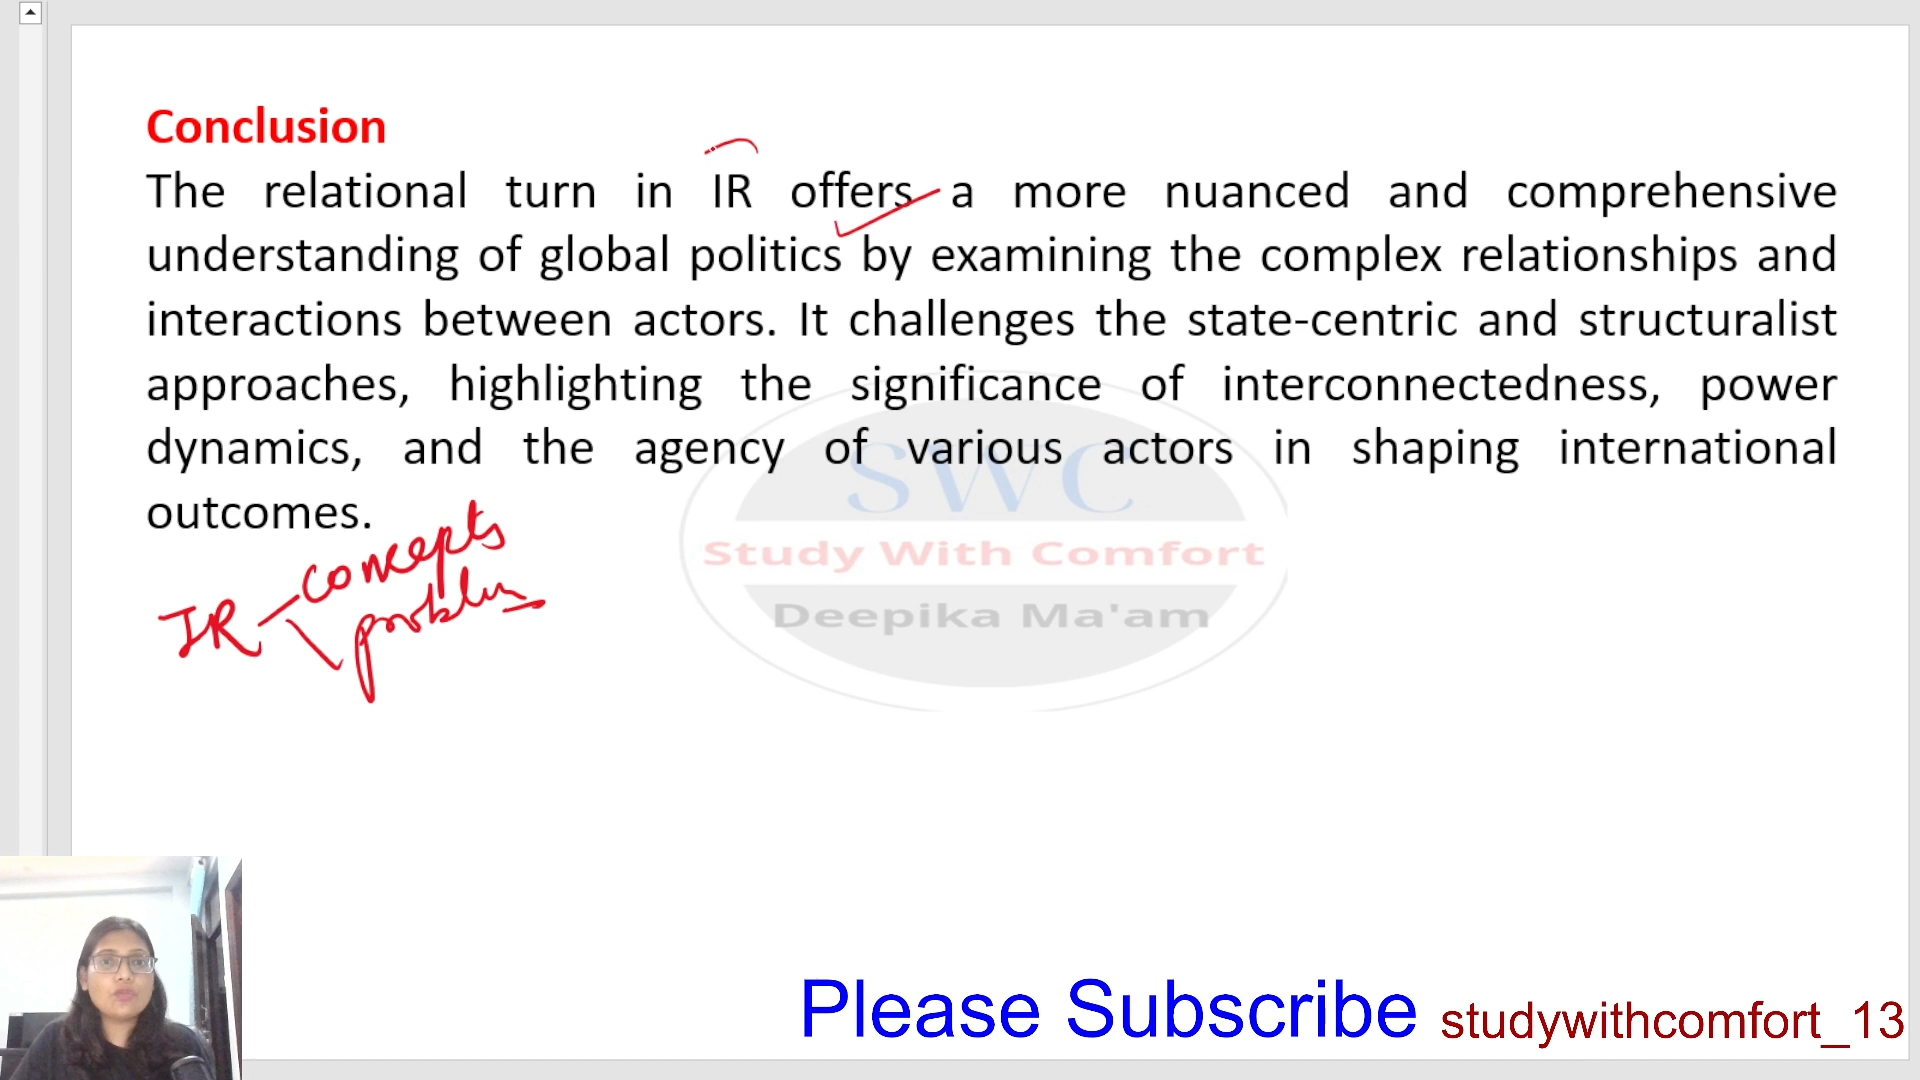 Conclusion
The relational turn in IR offers a more nuanced and comprehensive
understanding of global politics by examining the complex relationships and
interactions between actors. It challenges the state-centric and structuralist
approaches, highlighting the significance of interconnectedness, power
dynamics, and the agency of various actors in shaping international
outcomes.
concepts
IR
SWC
Study With Comfort
Deepika Ma'am
Please Subscribe studywithcomfort_13